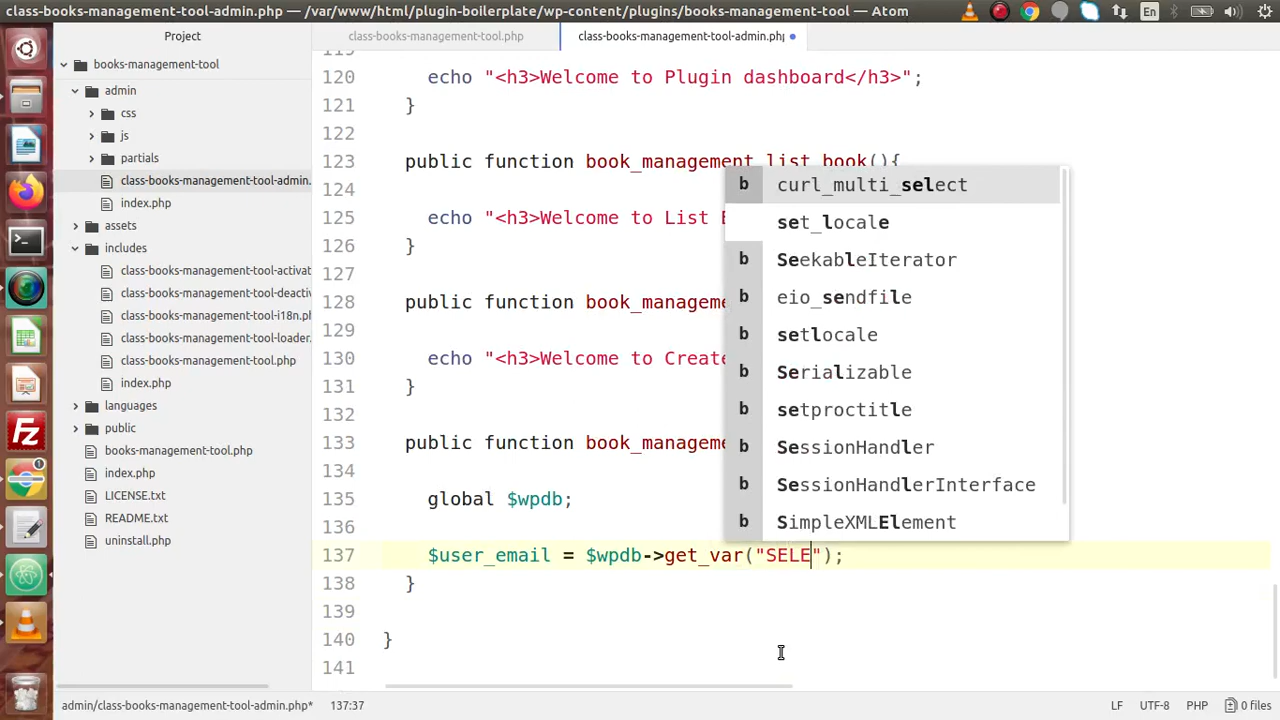 class-books-management-tool-admin.php — /var/www/html/plugin-boilerplate/wp-content/plugins/books-management-tool — Atom
En
Project
class-books-management-tool.php
class-books-management-tool-admin.php
books-management-tool
admin
css
js
partials
class-books-management-tool-admin.
index.php
assets
includes
class-books-management-tool-activat
class-books-management-tool-deactiv
class-books-management-tool-i18n.ph
class-books-management-tool-loader.
class-books-management-tool.php
index.php
languages
public
books-management-tool.php
index.php
LICENSE.txt
README.txt
uninstall.php
119
120 echo "<h3>Welcome to Plugin dashboard</h3>";
121 }
122
123 public function book_management_list_book(){
124
125 echo "<h3>Welcome to List B
126 }
127
128 public function book_manageme
129
130 echo "<h3>Welcome to Create
131 }
132
133 public function book_manageme
134
135 global $wpdb;
136
137 $user_email = $wpdb->get_var("SELE");
138 }
139
140 }
141
b curl_multi_select
set_locale
b SeekableIterator
b eio_sendfile
b setlocale
b Serializable
b setproctitle
b SessionHandler
b SessionHandlerInterface
b SimpleXMLElement
admin/class-books-management-tool-admin.php* 137:37
LF UTF-8 PHP 0 files